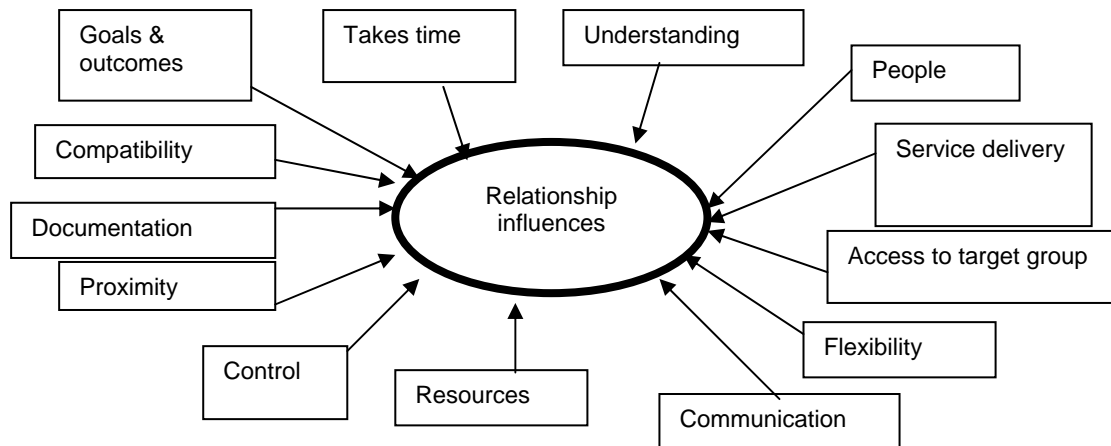 Goals &
outcomes
Takes time
Understanding
People
Compatibility
Service delivery
Relationship
influences
Documentation
Access to target group
Proximity
Flexibility
Control
Resources
Communication